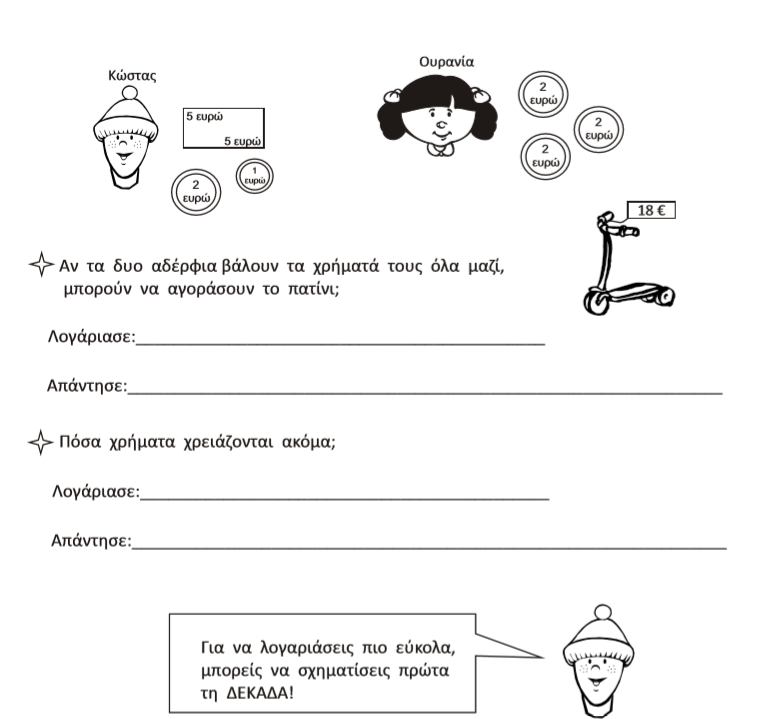 Κώστας
Ουρανία
5 ευρώ
5 ευρώ
2
ευρώ
1
ευρώ
2
ευρώ
2
ευρώ
2
ευρώ
18 €
Αν τα δυο αδέρφια βάλουν τα χρήματά τους όλα μαζί,
μπορούν να αγοράσουν το πατίνι;
Λογάριασε:
Απάντησε:
Πόσα χρήματα χρειάζονται ακόμα;
Λογάριασε:
Απάντησε:
Για να λογαριάσεις πιο εύκολα,
μπορείς να σχηματίσεις πρώτα
τη ΔΕΚΑΔΑ!